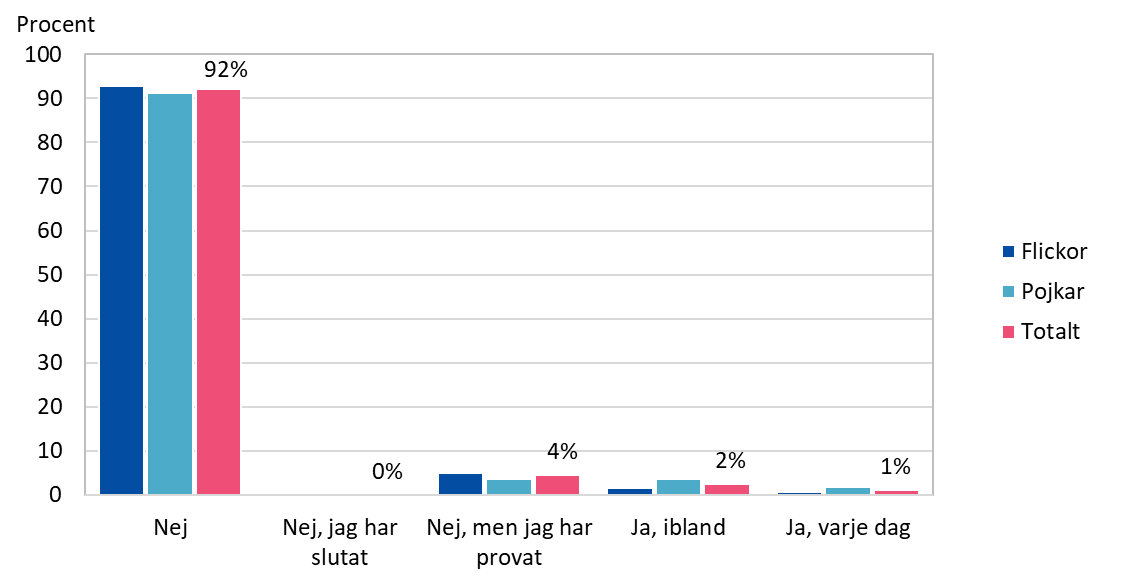 Procent
100
90
80
70
60
50
40
30
20
10
0
92%
0%
4%
2%
1%
Nej
Nej, jag har
slutat
Nej, men jag har
provat
Ja, ibland
Ja, varje dag
Flickor
Pojkar
Totalt